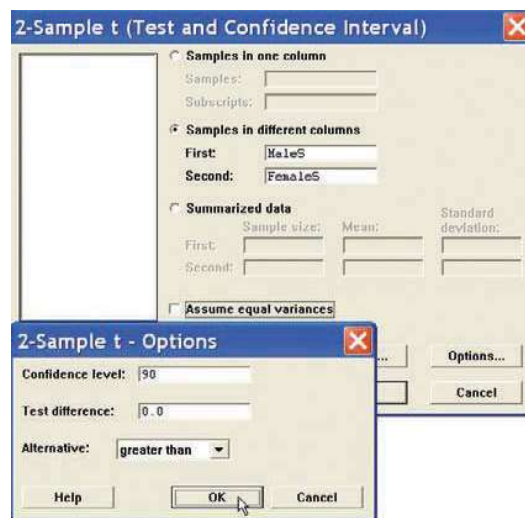 2-Sample t (Test and Confidence Interval)
Samples in one column
Samples:
Subscripts:
Samples in different columns
First: MaleS
Second: FemaleS
Summarized data
Sample size: Mean: Standard deviation:
First:
Second:
Assume equal variances
... Options...
Cancel
2-Sample t - Options
Confidence level: 90
Test difference: 0.0
Alternative: greater than
Help OK Cancel